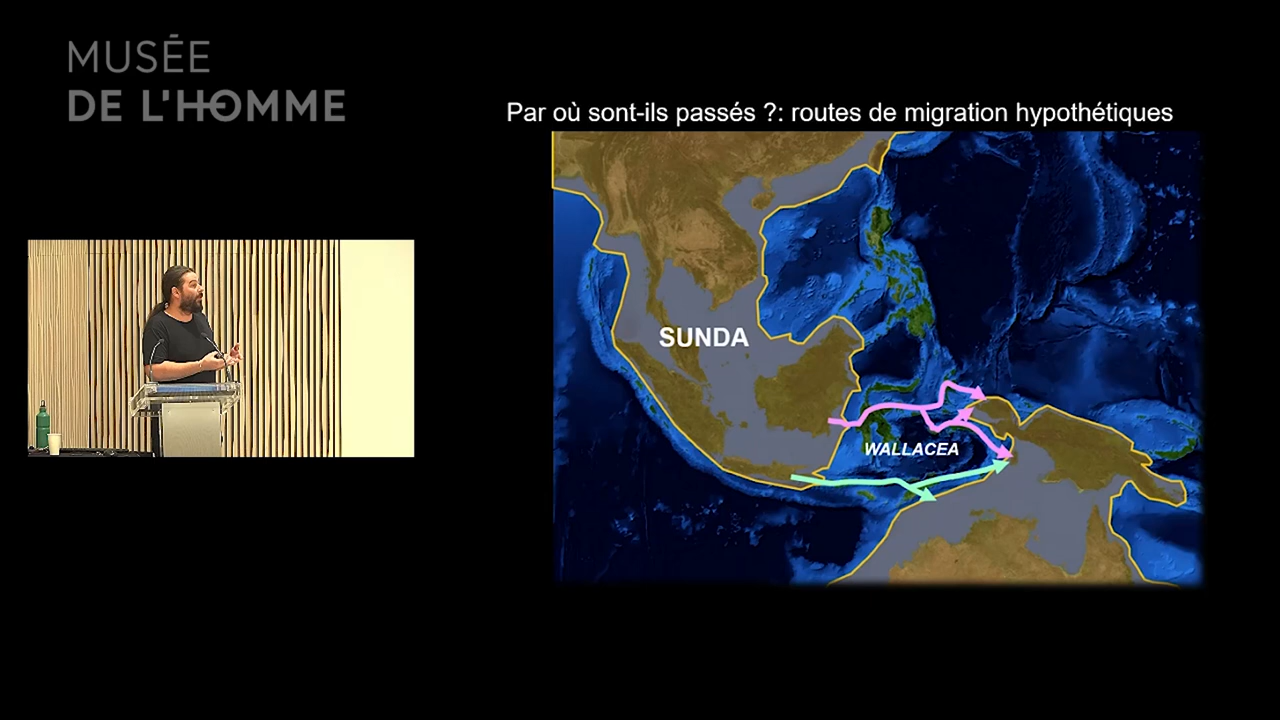 MUSÉE
DE L'HOMME
Par où sont-ils passés ?: routes de migration hypothétiques
SUNDA
WALLACEA